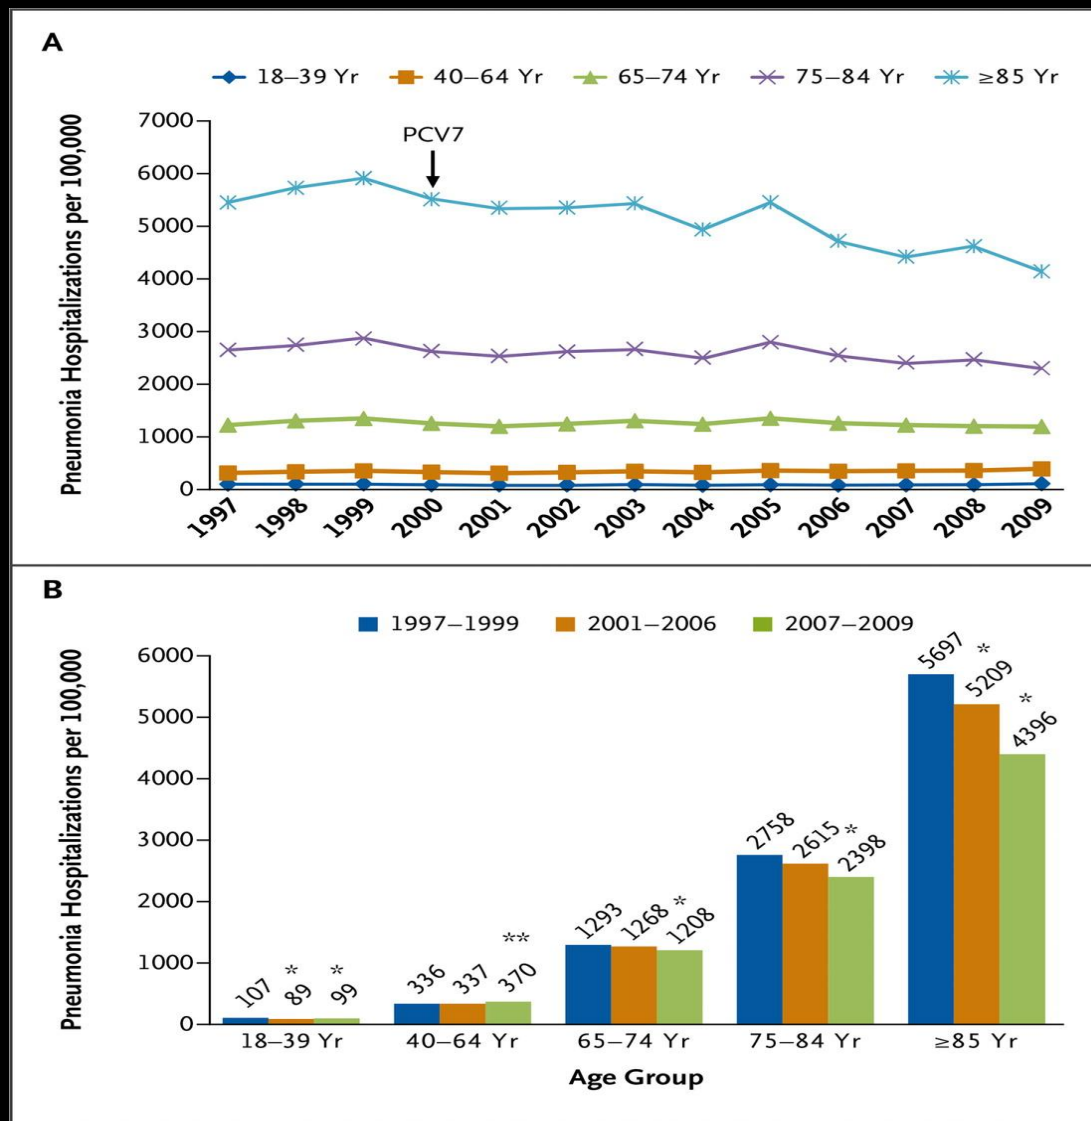 A
18–39 Yr 40–64 Yr 65–74 Yr 75–84 Yr ≥85 Yr
Pneumonia Hospitalizations per 100,000
7000
6000
5000
4000
3000
2000
1000
0
PCV7
1997 1998 1999 2000 2001 2002 2003 2004 2005 2006 2007 2008 2009
B
1997–1999 2001–2006 2007–2009
Pneumonia Hospitalizations per 100,000
6000
5000
4000
3000
2000
1000
0
107 * 89 * 99
336 337 ** 370
1293 1268 * 1208
2758 2615 * 2398
5697 * 5209 * 4396
18–39 Yr 40–64 Yr 65–74 Yr 75–84 Yr ≥85 Yr
Age Group